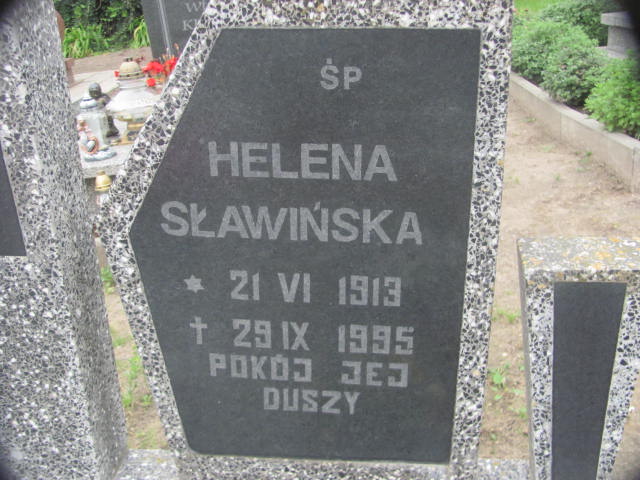 ŚP
HELENA
SŁAWIŃSKA
* 21 VI 1913
† 29 IX 1995
POKÓJ JEJ
DUSZY